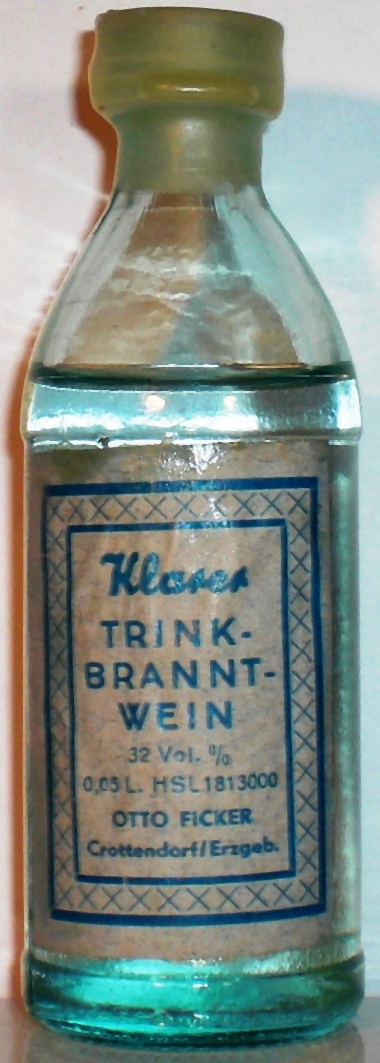 Klarer
TRINK-
BRANNT-
WEIN
32 Vol. %
0,05 L. HSL 1813000
OTTO FICKER
Crottendorf/Erzgeb.